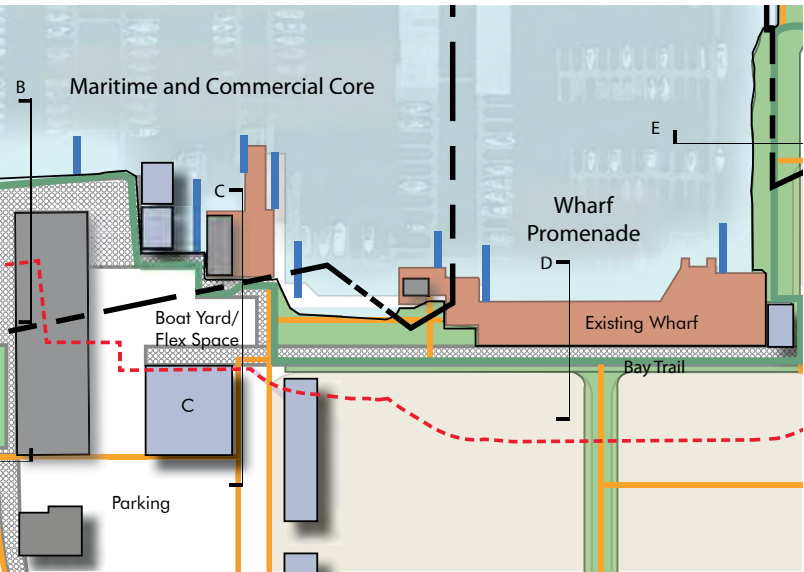 B
Maritime and Commercial Core
E
C
Wharf
Promenade
D
Boat Yard/
Flex Space
Existing Wharf
Bay Trail
C
Parking